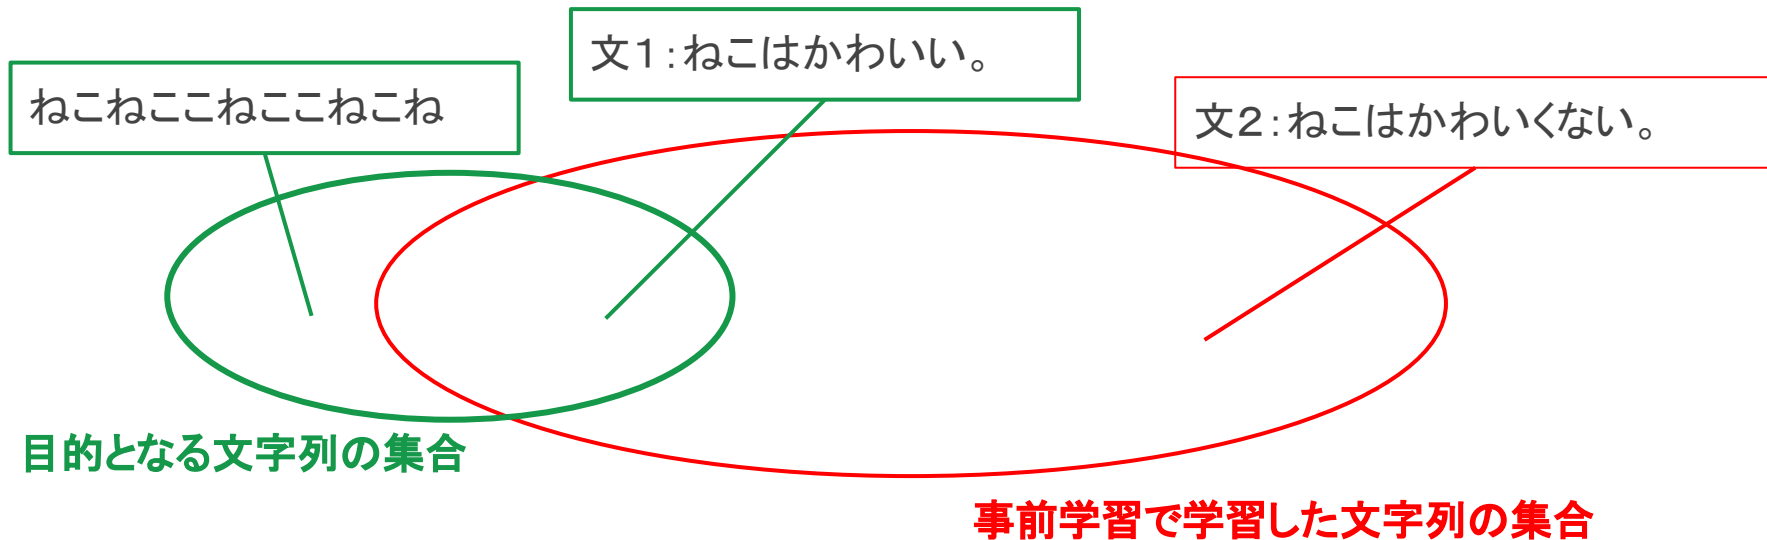 文１：ねこはかわいい。
ねこねここねここねこね
文２：ねこはかわいくない。
目的となる文字列の集合
事前学習で学習した文字列の集合